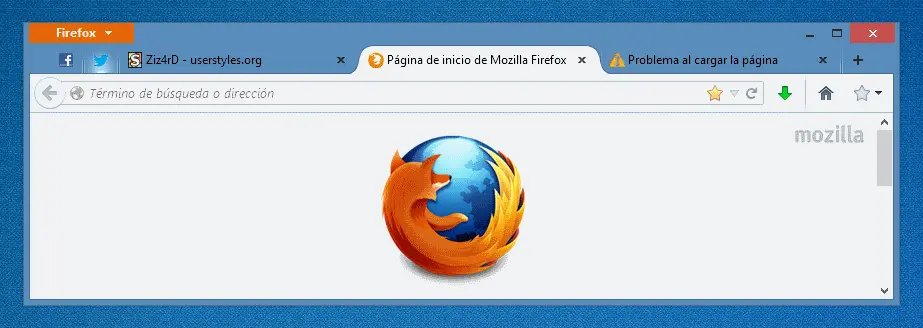 Firefox
Ziz4rD - userstyles.org
Página de inicio de Mozilla Firefox
Problema al cargar la página
Término de búsqueda o dirección
mozilla